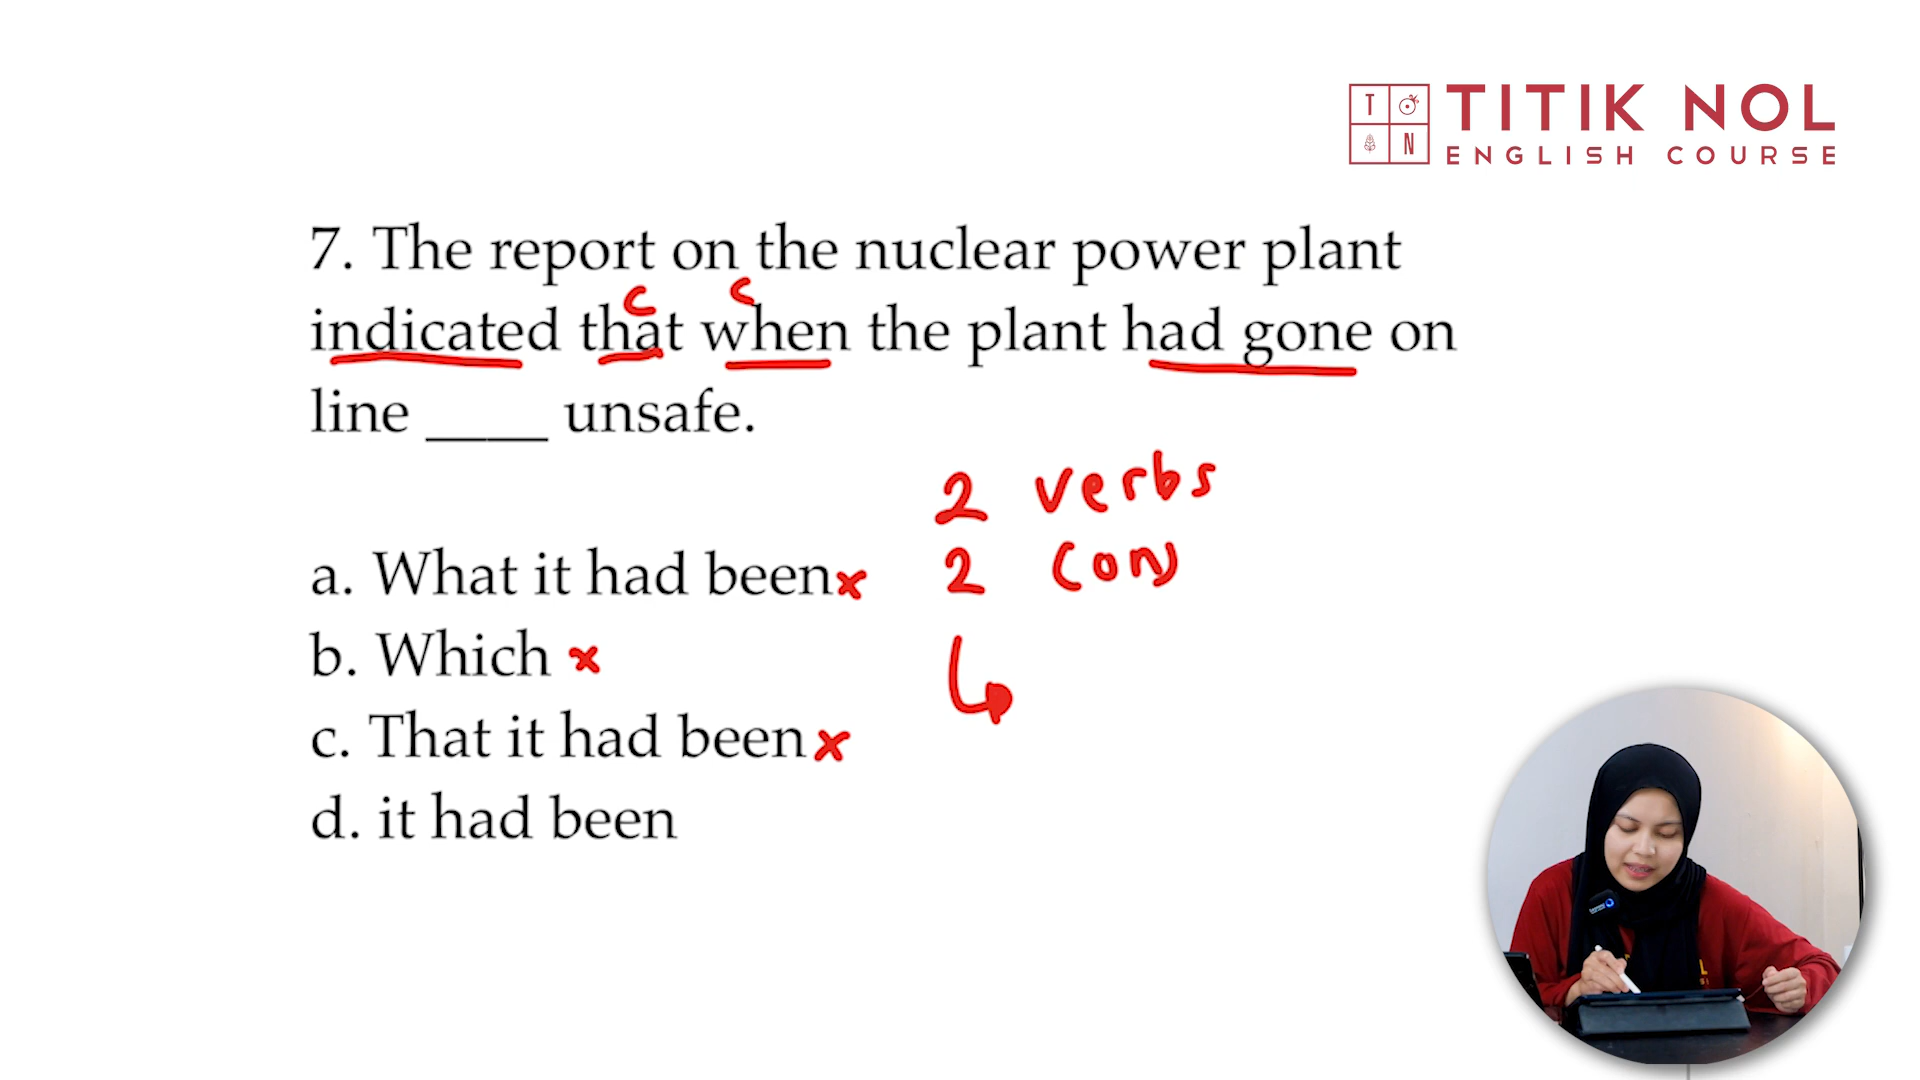 T
N
TITIK NOL
ENGLISH COURSE
7. The report on the nuclear power plant
c c
indicated that when the plant had gone on
line ____ unsafe.
2 verbs
2 con
a. What it had been x
b. Which x
c. That it had been x
d. it had been